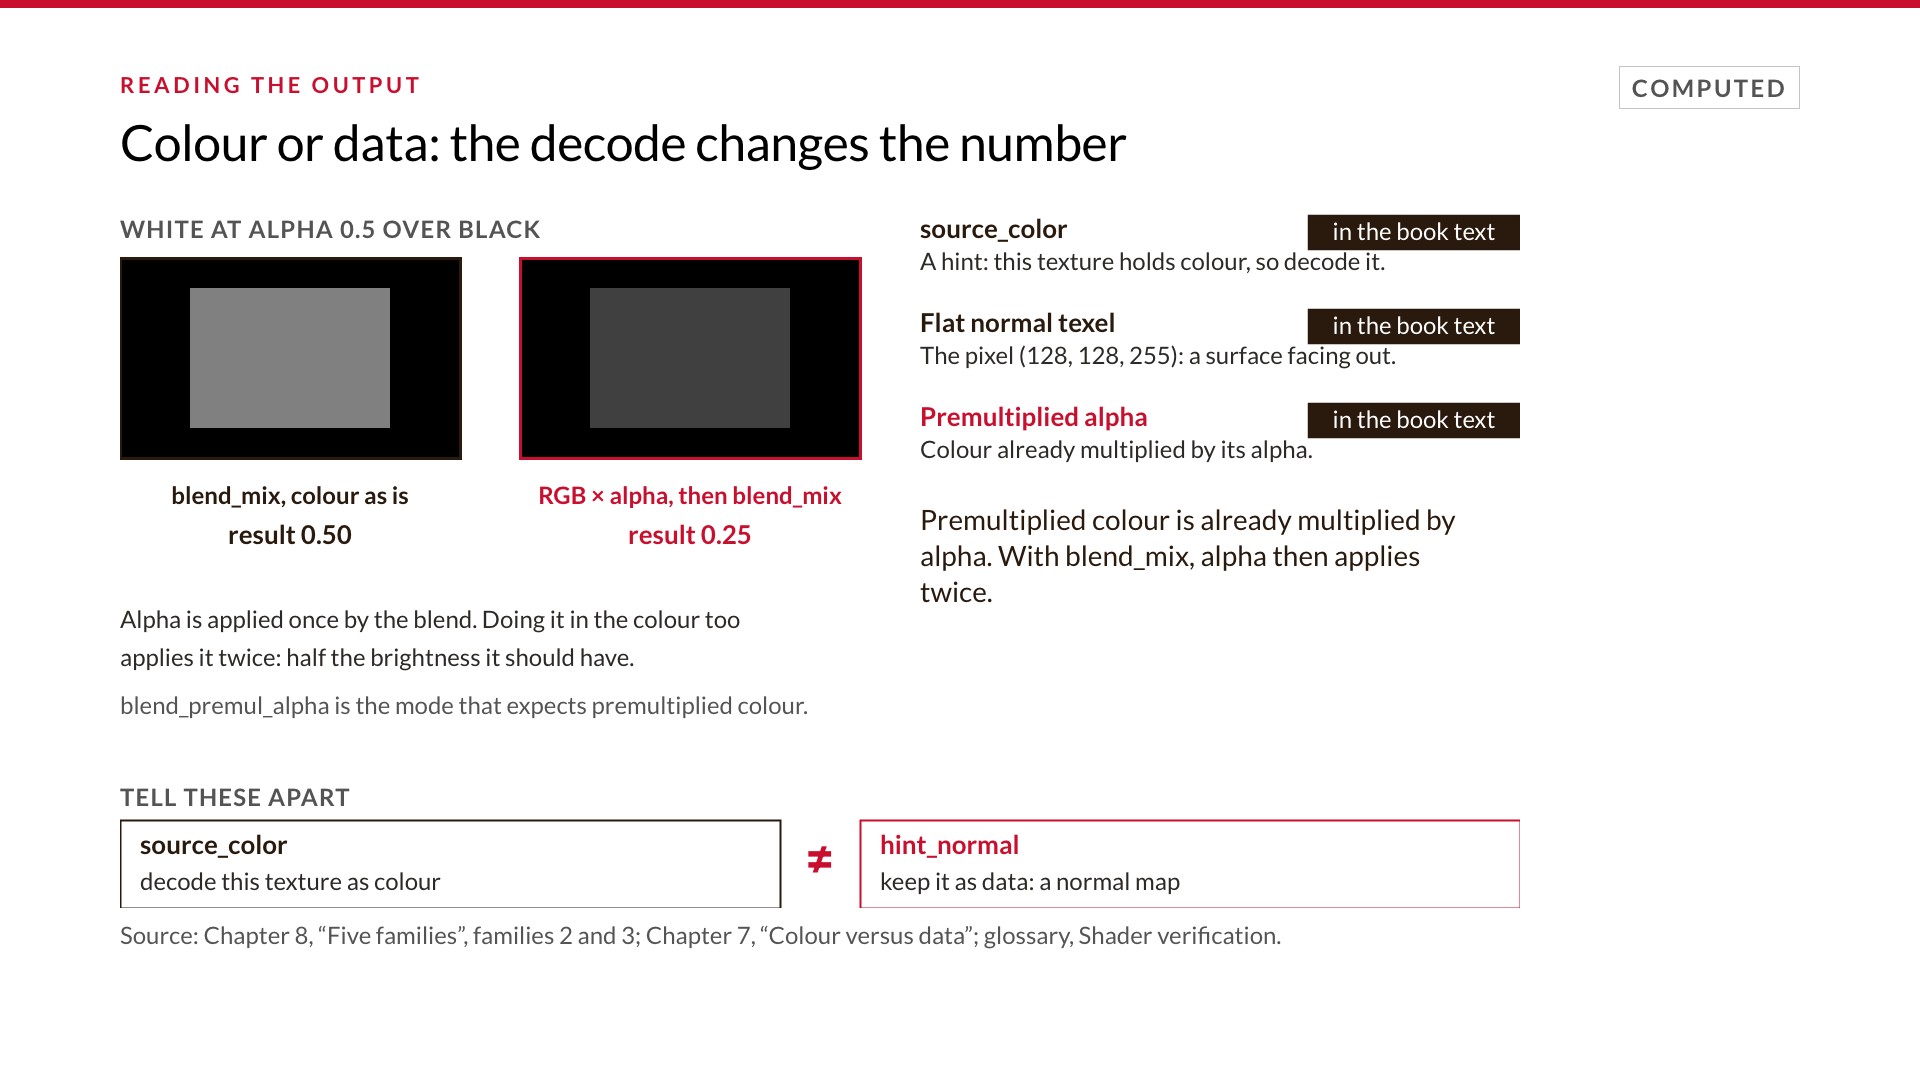 READING THE OUTPUT
COMPUTED
Colour or data: the decode changes the number
WHITE AT ALPHA 0.5 OVER BLACK
blend_mix, colour as is
result 0.50
RGB × alpha, then blend_mix
result 0.25
Alpha is applied once by the blend. Doing it in the colour too
applies it twice: half the brightness it should have.
blend_premul_alpha is the mode that expects premultiplied colour.
source_color
in the book text
A hint: this texture holds colour, so decode it.
Flat normal texel
in the book text
The pixel (128, 128, 255): a surface facing out.
Premultiplied alpha
in the book text
Colour already multiplied by its alpha.
Premultiplied colour is already multiplied by
alpha. With blend_mix, alpha then applies
twice.
TELL THESE APART
source_color
decode this texture as colour
≠
hint_normal
keep it as data: a normal map
Source: Chapter 8, “Five families”, families 2 and 3; Chapter 7, “Colour versus data”; glossary, Shader verification.